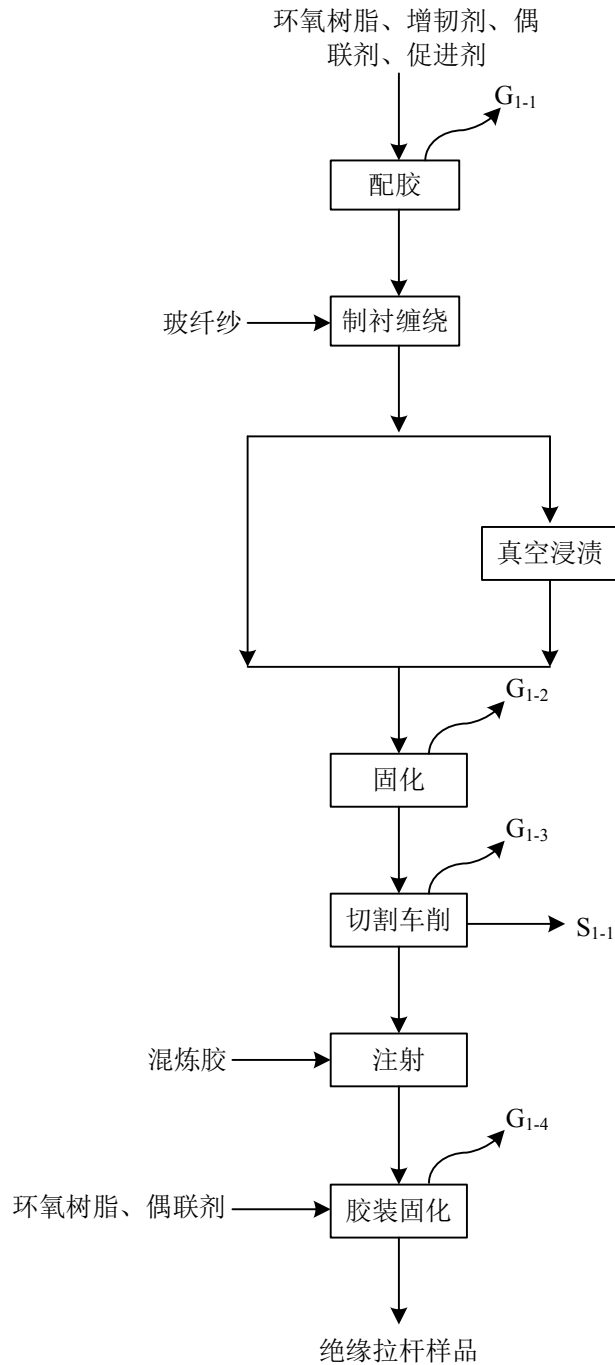 环氧树脂、增韧剂、偶
联剂、促进剂
G1-1
配胶
玻纤纱
制衬缠绕
真空浸渍
G1-2
固化
G1-3
切割车削
S1-1
混炼胶
注射
G1-4
环氧树脂、偶联剂
胶装固化
绝缘拉杆样品